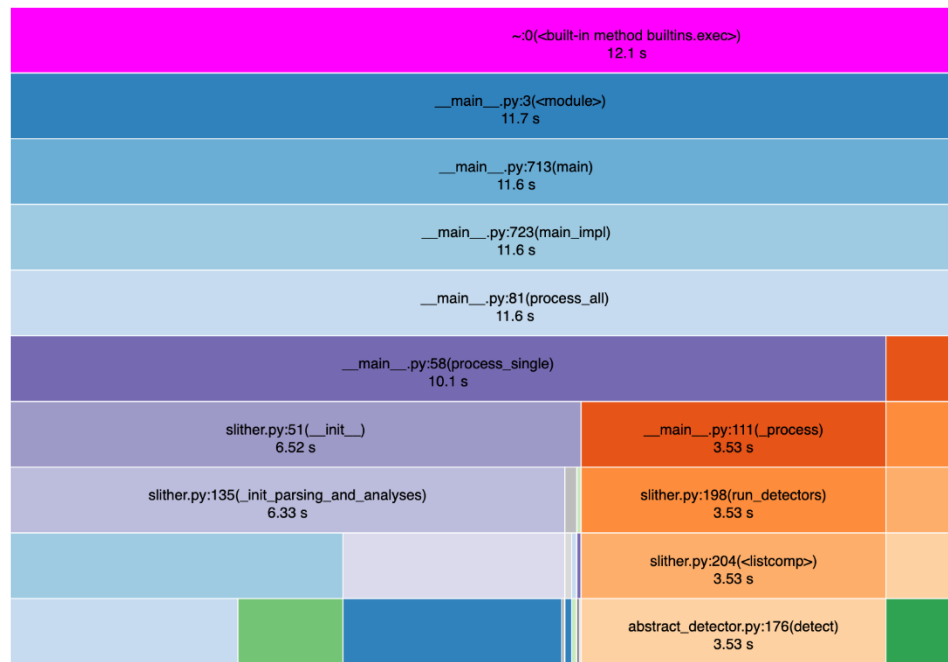 ~:0(<built-in method builtins.exec>)
12.1 s
__main__.py:3(<module>)
11.7 s
__main__.py:713(main)
11.6 s
__main__.py:723(main_impl)
11.6 s
__main__.py:81(process_all)
11.6 s
__main__.py:58(process_single)
10.1 s
slither.py:51(__init__)
6.52 s
__main__.py:111(_process)
3.53 s
slither.py:135(_init_parsing_and_analyses)
6.33 s
slither.py:198(run_detectors)
3.53 s
slither.py:204(<listcomp>)
3.53 s
abstract_detector.py:176(detect)
3.53 s